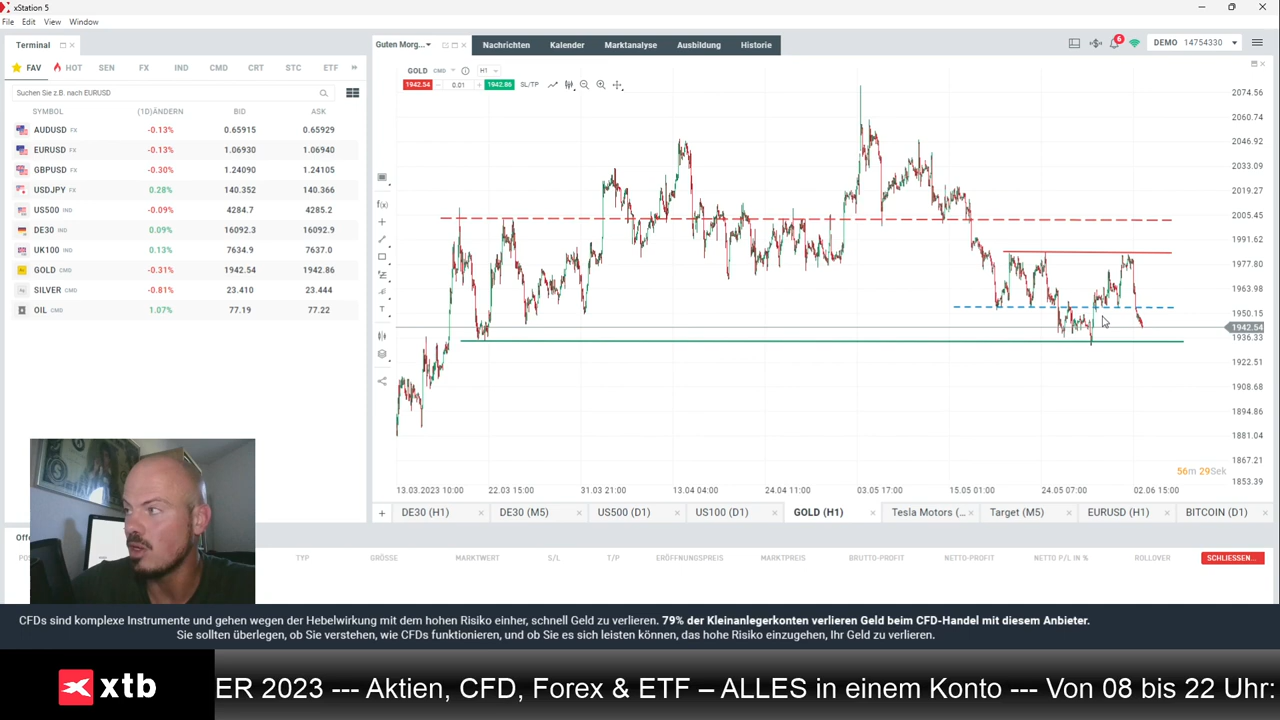 xStation 5
File Edit View Window
Terminal
FAV HOT SEN FX IND CMD CRT STC ETF
Suchen Sie z.B. nach EURUSD
SYMBOL (1D)ÄNDERN BID ASK
AUDUSD FX -0.13% 0.65915 0.65929
EURUSD FX -0.13% 1.06930 1.06940
GBPUSD FX -0.30% 1.24090 1.24105
USDJPY FX 0.28% 140.352 140.366
US500 IND -0.09% 4284.7 4285.2
DE30 IND 0.09% 16092.3 16092.9
UK100 IND 0.13% 7634.9 7637.0
GOLD CMD -0.31% 1942.54 1942.86
SILVER CMD -0.81% 23.410 23.444
OIL CMD 1.07% 77.19 77.22
Guten Morg... Nachrichten Kalender Marktanalyse Ausbildung Historie
6 DEMO 14754330
GOLD CMD H1
1942.54 0.01 1942.86 SL/TP
f(x)
T
2074.56
2060.74
2046.92
2033.09
2019.27
2005.45
1991.62
1977.80
1963.98
1950.15
1942.54
1936.33
1922.51
1908.68
1894.86
1881.04
1867.21
1853.39
56m 29Sek
13.03.2023 10:00 22.03 15:00 31.03 21:00 13.04 04:00 24.04 11:00 03.05 17:00 15.05 01:00 24.05 07:00 02.06 15:00
DE30 (H1) DE30 (M5) US500 (D1) US100 (D1) GOLD (H1) Tesla Motors (... Target (M5) EURUSD (H1) BITCOIN (D1)
TYP GRÖSSE MARKTWERT S/L T/P ERÖFFNUNGSPREIS MARKTPREIS BRUTTO-PROFIT NETTO-PROFIT NETTO P/L IN % ROLLOVER SCHLIESSEN...
CFDs sind komplexe Instrumente und gehen wegen der Hebelwirkung mit dem hohen Risiko einher, schnell Geld zu verlieren. 79% der Kleinanlegerkonten verlieren Geld beim CFD-Handel mit diesem Anbieter.
Sie sollten überlegen, ob Sie verstehen, wie CFDs funktionieren, und ob Sie es sich leisten können, das hohe Risiko einzugehen, Ihr Geld zu verlieren.
xtb ER 2023 --- Aktien, CFD, Forex & ETF – ALLES in einem Konto --- Von 08 bis 22 Uhr: